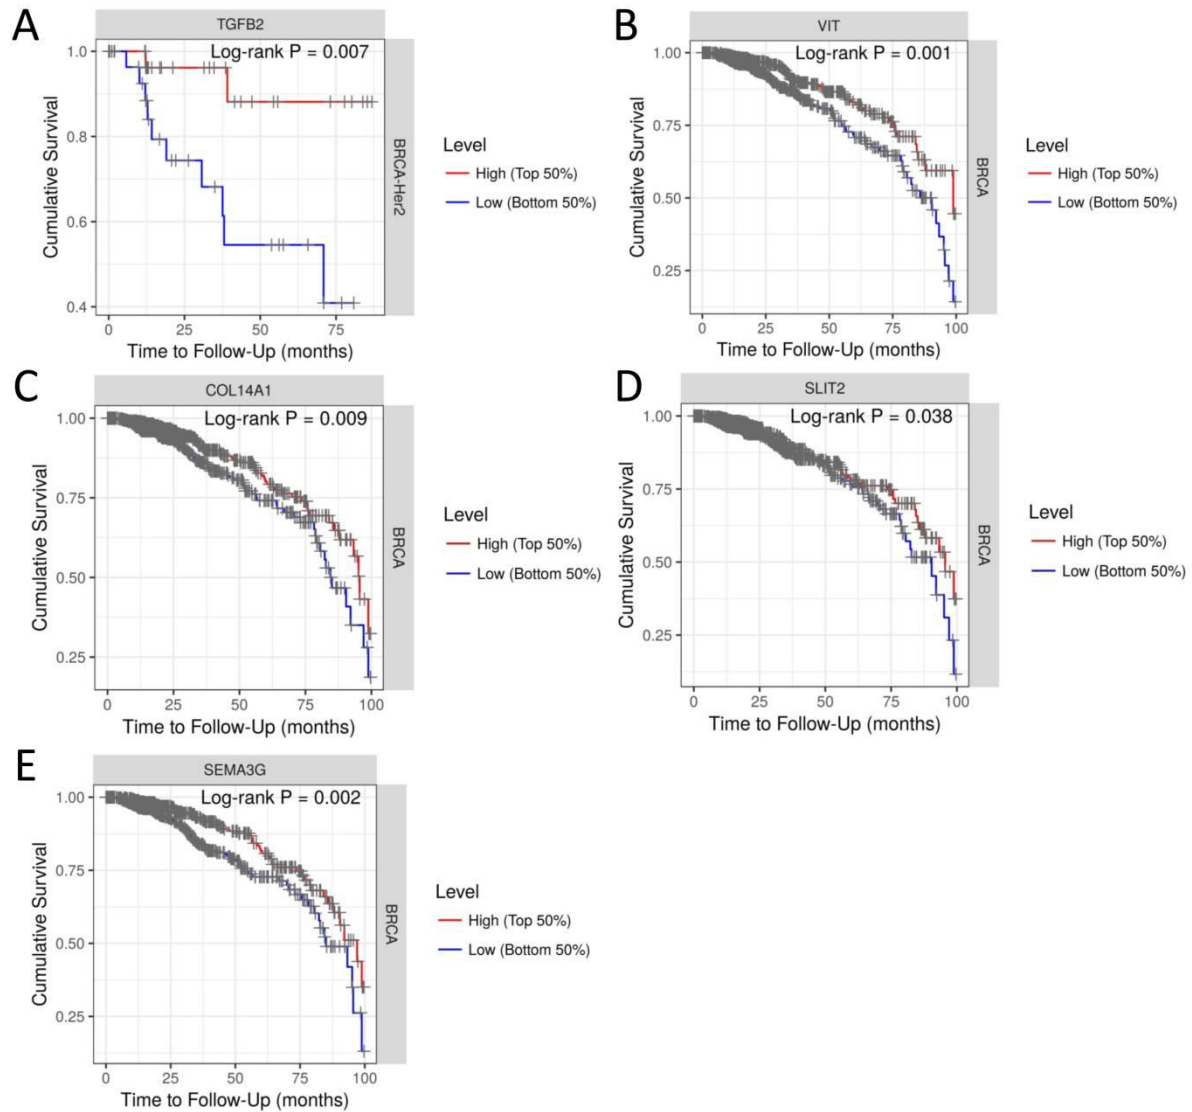 A
TGFB2
Log-rank P = 0.007
1.0
0.8
0.6
0.4
0 25 50 75
Cumulative Survival
Time to Follow-Up (months)
BRCA-Her2
Level
High (Top 50%)
Low (Bottom 50%)
B
VIT
Log-rank P = 0.001
1.00
0.75
0.50
0.25
0 25 50 75 100
Cumulative Survival
Time to Follow-Up (months)
BRCA
Level
High (Top 50%)
Low (Bottom 50%)
C
COL14A1
Log-rank P = 0.009
1.00
0.75
0.50
0.25
0 25 50 75 100
Cumulative Survival
Time to Follow-Up (months)
BRCA
Level
High (Top 50%)
Low (Bottom 50%)
D
SLIT2
Log-rank P = 0.038
1.00
0.75
0.50
0.25
0 25 50 75 100
Cumulative Survival
Time to Follow-Up (months)
BRCA
Level
High (Top 50%)
Low (Bottom 50%)
E
SEMA3G
Log-rank P = 0.002
1.00
0.75
0.50
0.25
0 25 50 75 100
Cumulative Survival
Time to Follow-Up (months)
BRCA
Level
High (Top 50%)
Low (Bottom 50%)